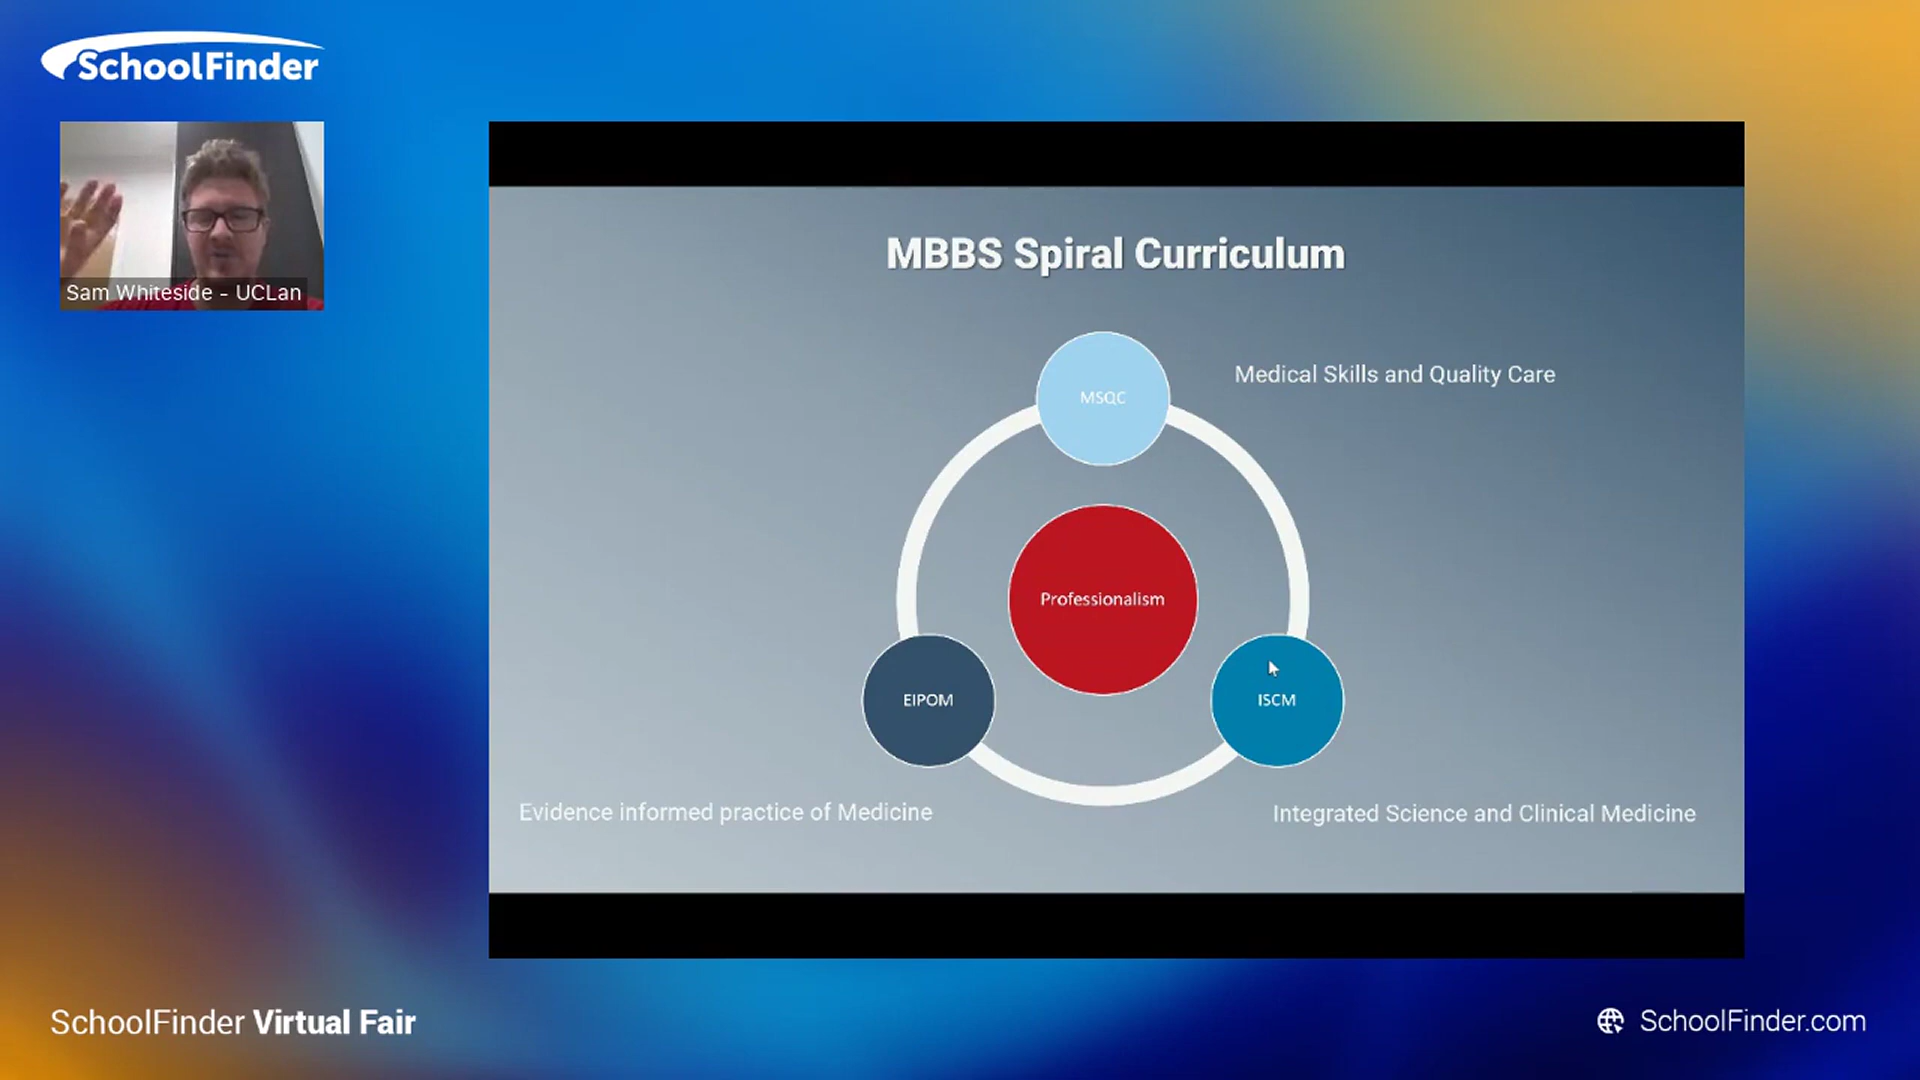 SchoolFinder
Sam Whiteside - UCLan
MBBS Spiral Curriculum
MSQC
Medical Skills and Quality Care
Professionalism
EIPOM
ISCM
Evidence informed practice of Medicine
Integrated Science and Clinical Medicine
SchoolFinder Virtual Fair
SchoolFinder.com